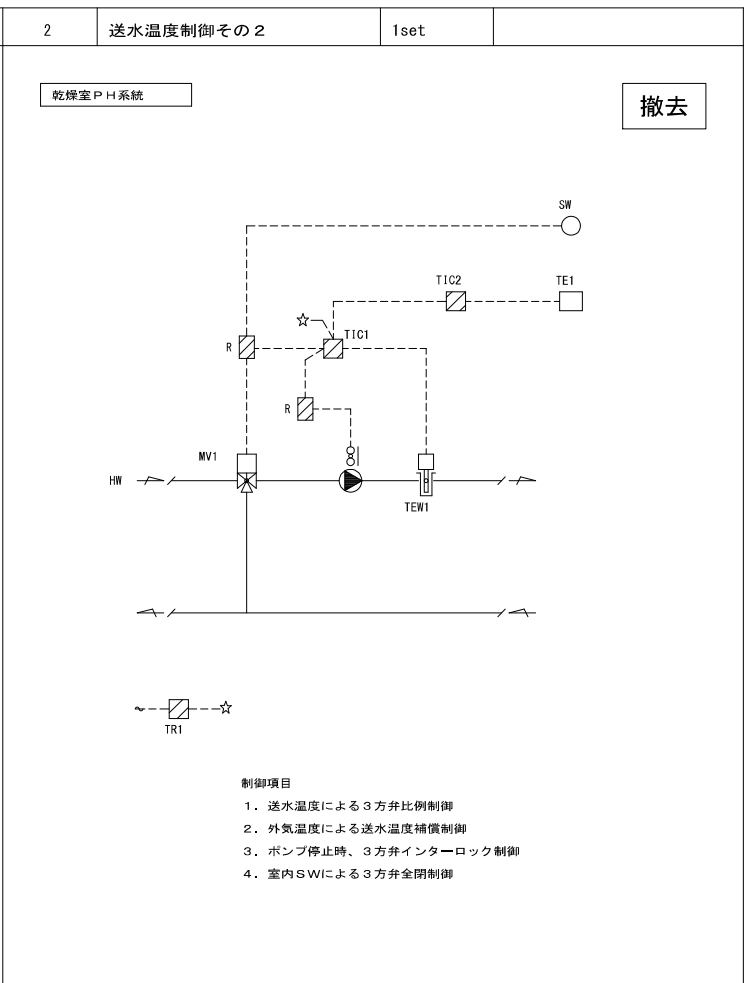 2 送水温度制御その2 1set
乾燥室PH系統
撤去
SW
TIC2 TE1
TIC1
R
R
MV1
HW
TEW1
TR1
制御項目
1. 送水温度による3方弁比例制御
2. 外気温度による送水温度補償制御
3. ポンプ停止時、3方弁インターロック制御
4. 室内SWによる3方弁全閉制御